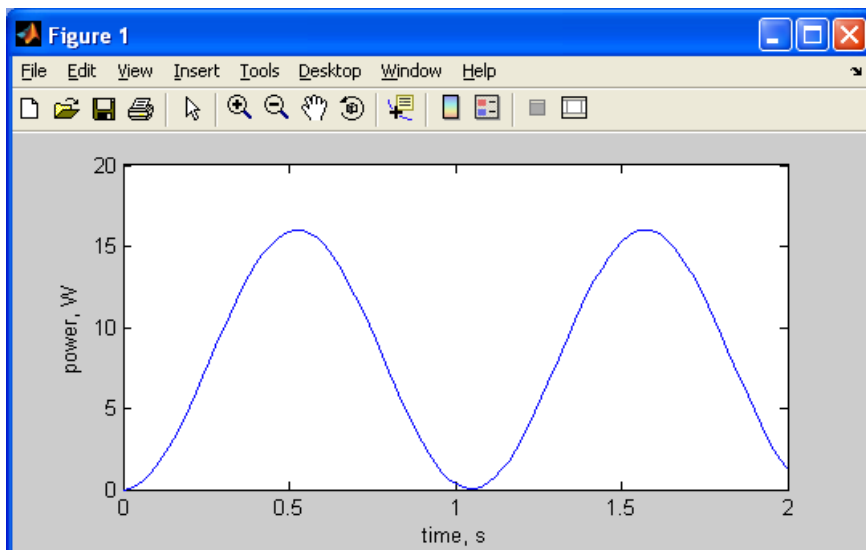 Figure 1
File Edit View Insert Tools Desktop Window Help
20
15
10
5
0
power, W
0 0.5 1 1.5 2
time, s